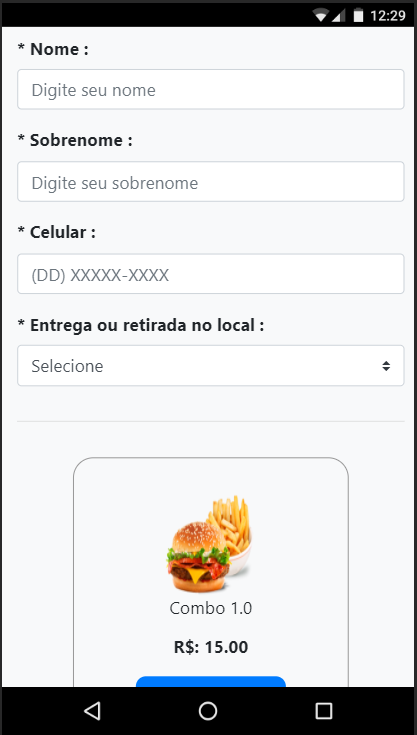 12:29
* Nome :
Digite seu nome
* Sobrenome :
Digite seu sobrenome
* Celular :
(DD) XXXXX-XXXX
* Entrega ou retirada no local :
Selecione
Combo 1.0
R$: 15.00